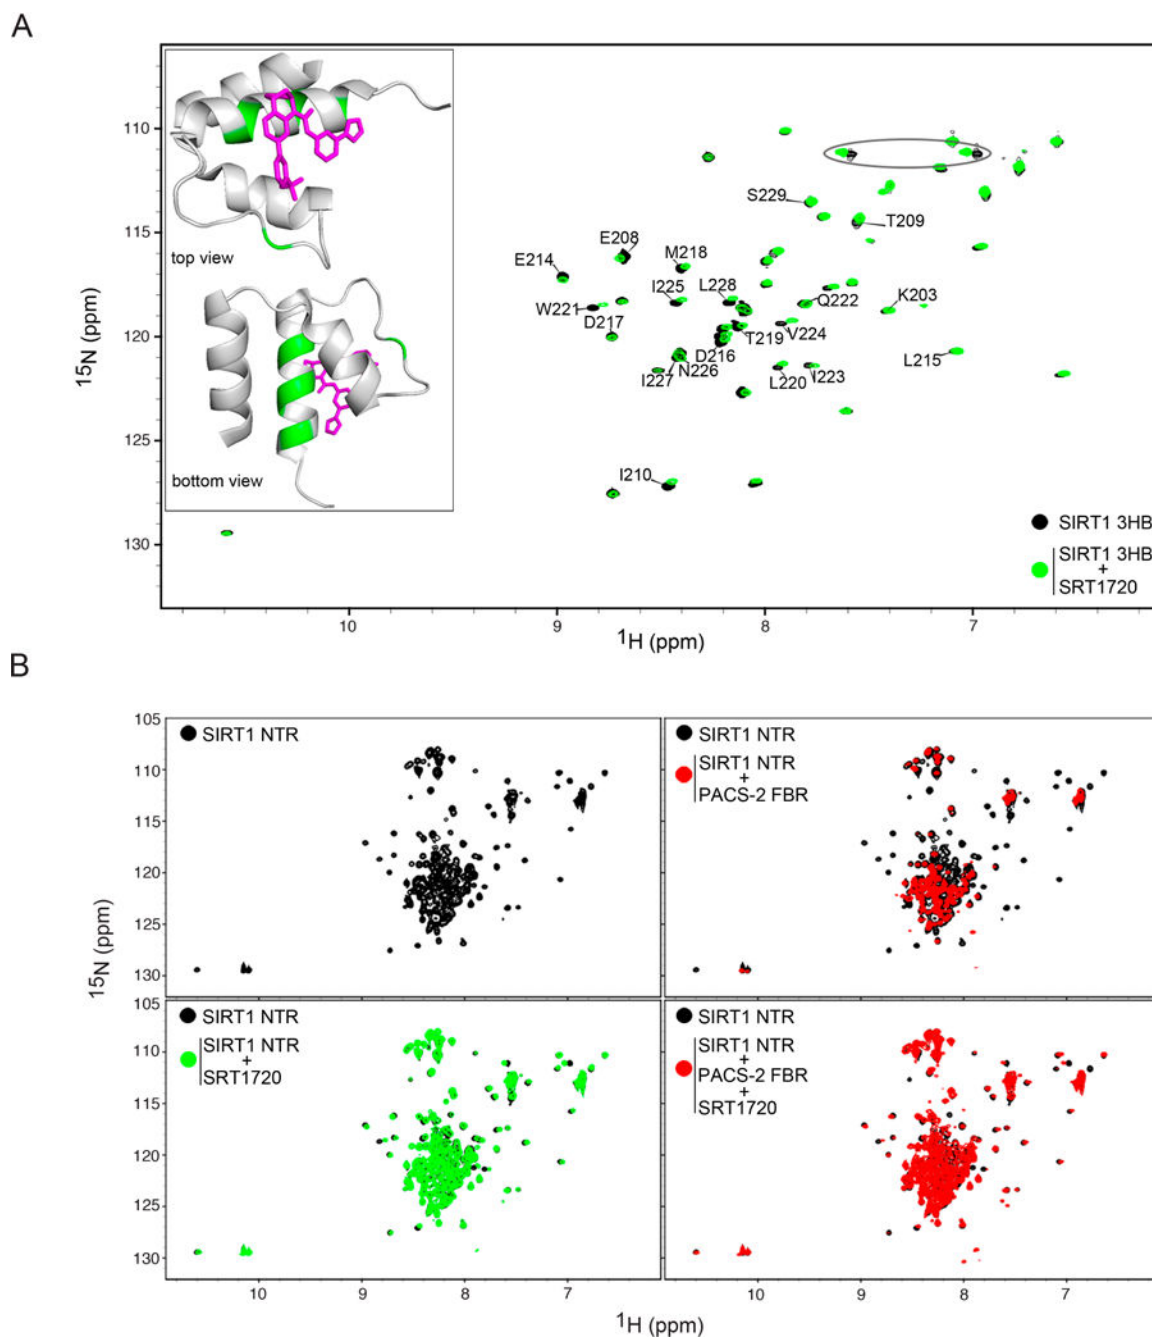 A
110
115
120
125
130
15N (ppm)
10
9
8
7
1H (ppm)
top view
bottom view
S229
T209
E208
E214
M218
I225
L228
W221
Q222
K203
D217
T219
V224
D216
L215
N226
I227
L220
I223
I210
SIRT1 3HB
SIRT1 3HB
+
SRT1720
B
105
110
115
120
125
130
105
110
115
120
125
130
15N (ppm)
SIRT1 NTR
SIRT1 NTR
SIRT1 NTR
+
PACS-2 FBR
SIRT1 NTR
SIRT1 NTR
+
SRT1720
SIRT1 NTR
SIRT1 NTR
+
PACS-2 FBR
+
SRT1720
10
9
8
7
10
9
8
7
1H (ppm)